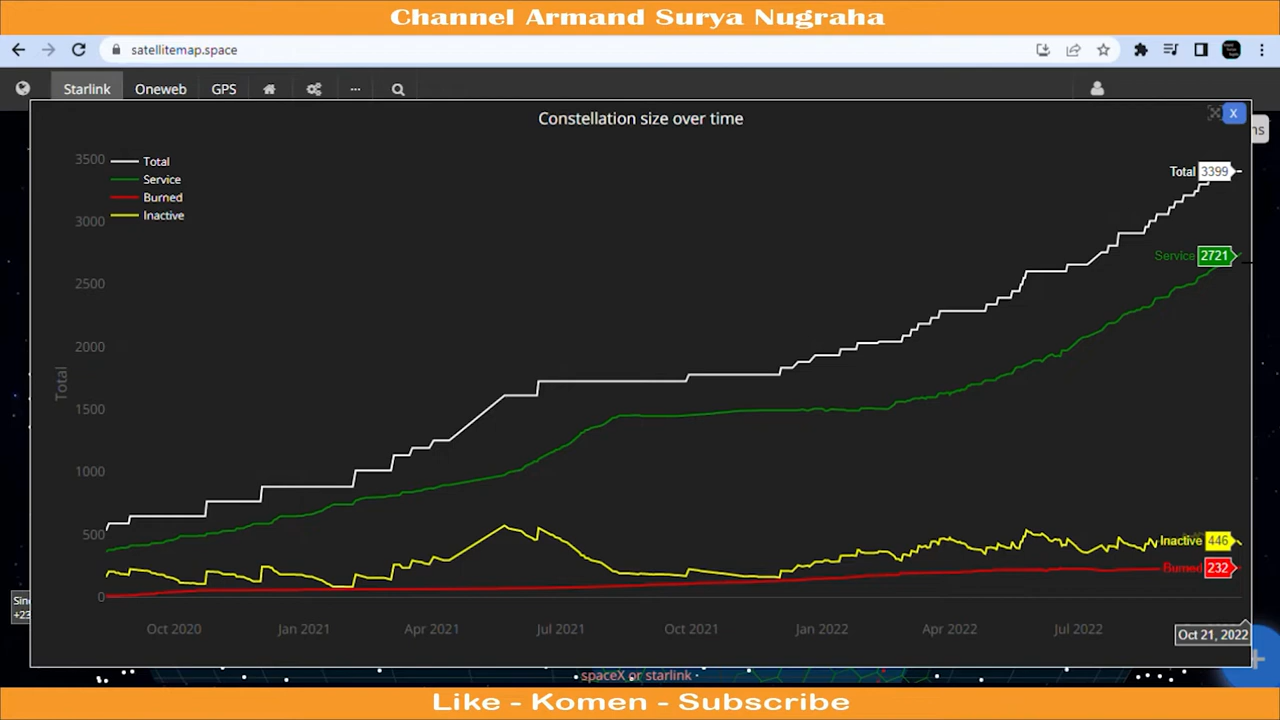 Channel Armand Surya Nugraha
satellitemap.space
Starlink Oneweb GPS ...
Constellation size over time
X
ns
Total
Service
Burned
Inactive
3500
3000
2500
2000
1500
1000
500
0
Total
Total 3399
Service 2721
Inactive 446
Burned 232
Oct 2020 Jan 2021 Apr 2021 Jul 2021 Oct 2021 Jan 2022 Apr 2022 Jul 2022 Oct 21, 2022
Sinc
+23
spaceX or starlink
Like - Komen - Subscribe